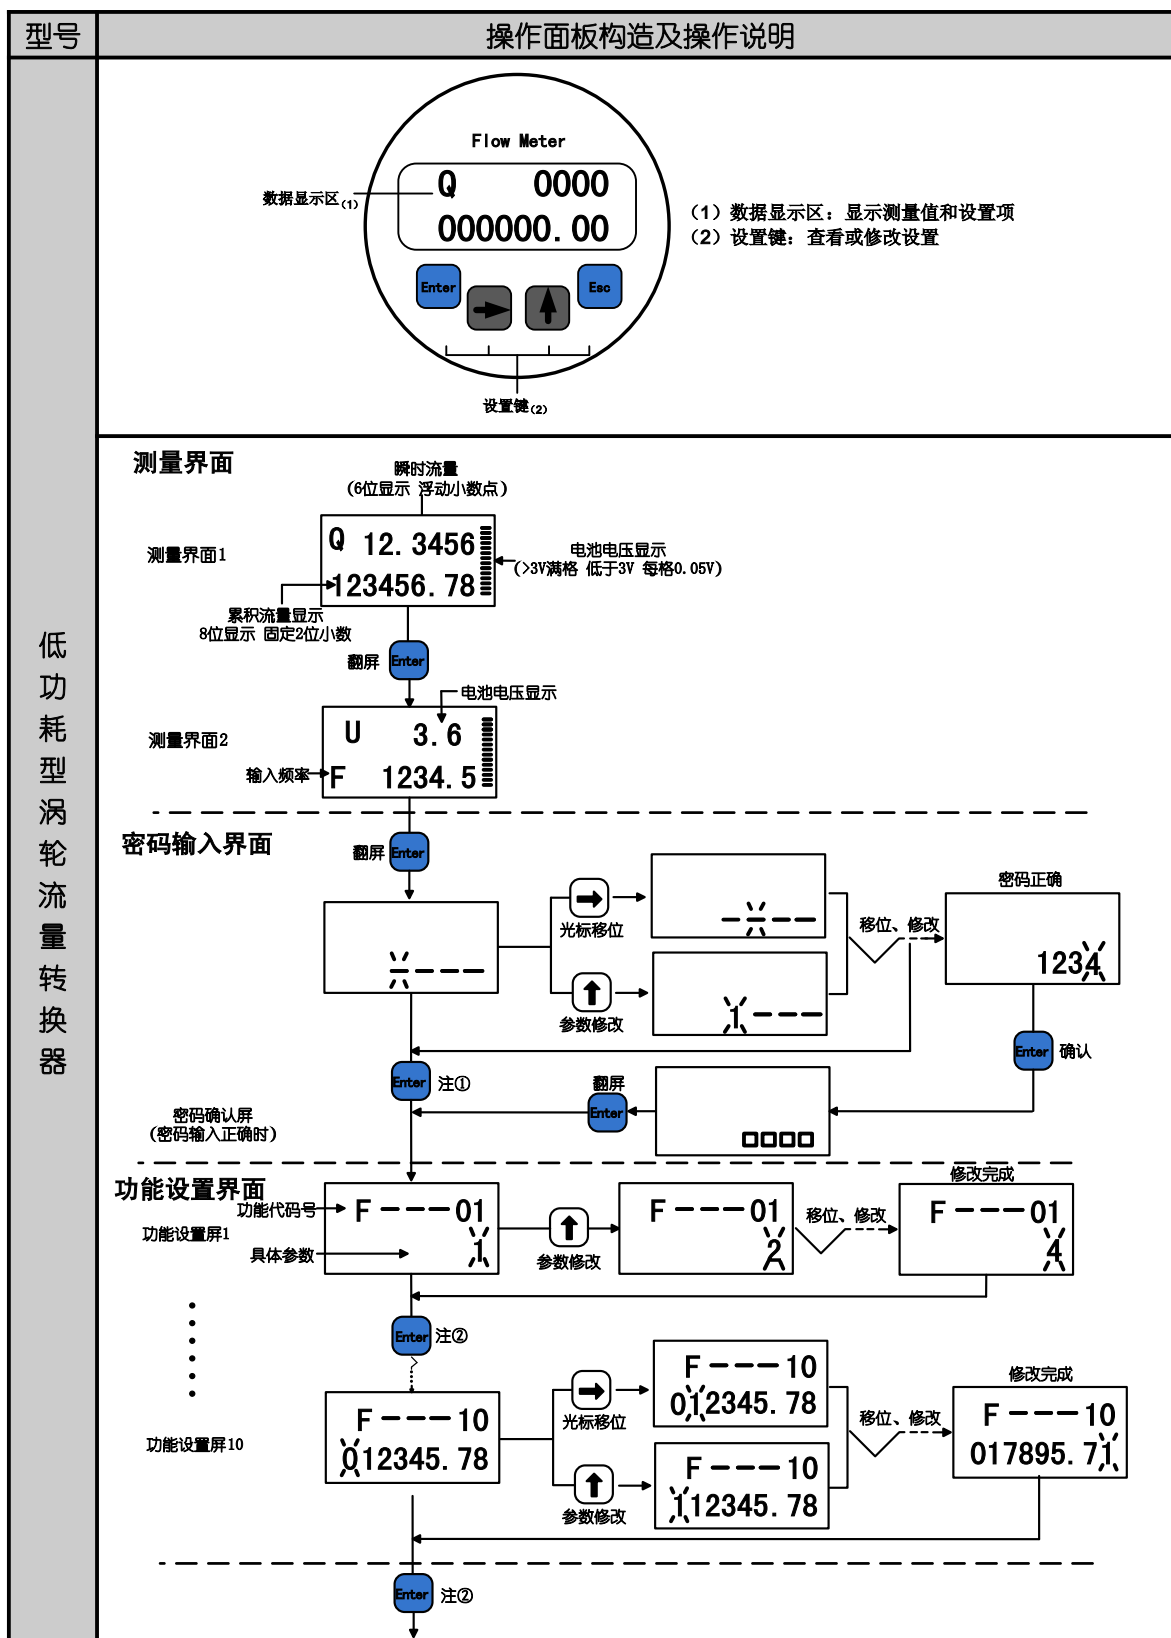 型号
操作面板构造及操作说明
低功耗型涡轮流量转换器
Flow Meter
Q 0000
000000.00
数据显示区(1)
Enter
Esc
设置键(2)
(1) 数据显示区：显示测量值和设置项
(2) 设置键：查看或修改设置
测量界面
瞬时流量
(6位显示 浮动小数点)
测量界面1
Q 12.3456
123456.78
电池电压显示
(>3V满格 低于3V 每格0.05V)
累积流量显示
8位显示 固定2位小数
翻屏 Enter
电池电压显示
测量界面2
U 3.6
输入频率
F 1234.5
密码输入界面
翻屏 Enter
光标移位
参数修改
1---
移位、修改
密码正确
1234
Enter 确认
Enter 注①
翻屏
Enter
密码确认屏
(密码输入正确时)
功能设置界面
功能代码号
功能设置屏1
具体参数
F ----01
1
参数修改
F ----01
2
移位、修改
修改完成
F ----01
4
Enter 注②
功能设置屏10
F ----10
012345.78
光标移位
参数修改
F ----10
012345.78
F ----10
112345.78
移位、修改
修改完成
F ----10
017895.71
Enter 注②